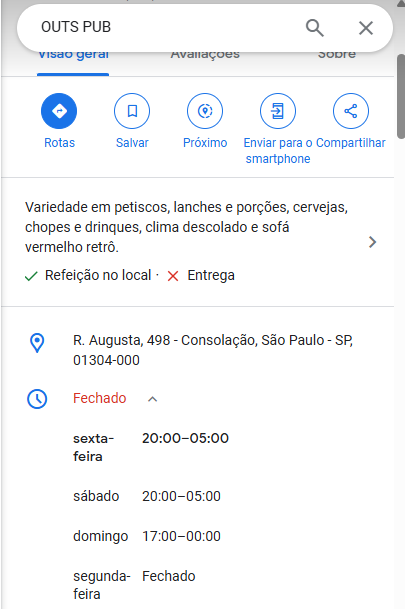 OUTS PUB
Visão geral
Avaliações
Sobre
Rotas
Salvar
Próximo
Enviar para o
smartphone
Compartilhar
Variedade em petiscos, lanches e porções, cervejas,
chopes e drinques, clima descolado e sofá
vermelho retrô.
Refeição no local · Entrega
R. Augusta, 498 - Consolação, São Paulo - SP,
01304-000
Fechado
sexta-
feira
20:00–05:00
sábado 20:00–05:00
domingo 17:00–00:00
segunda-
feira
Fechado